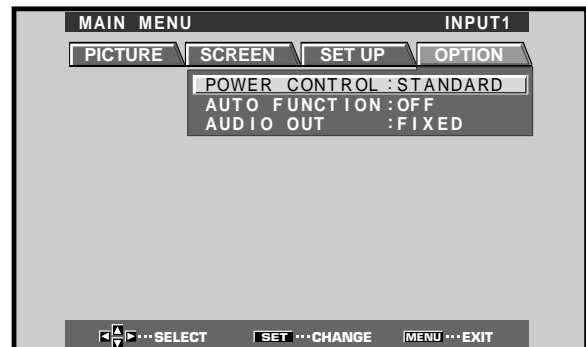 MAIN MENU INPUT1
PICTURE SCREEN SET UP OPTION
POWER CONTROL :STANDARD
AUTO FUNCTION :OFF
AUDIO OUT :FIXED
···SELECT SET ···CHANGE MENU ···EXIT